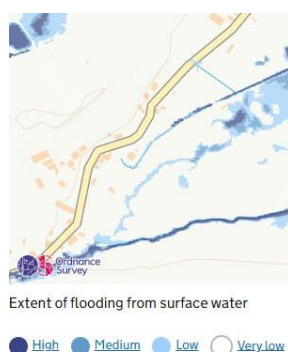 Ordnance
Survey
Extent of flooding from surface water
High Medium Low Very low